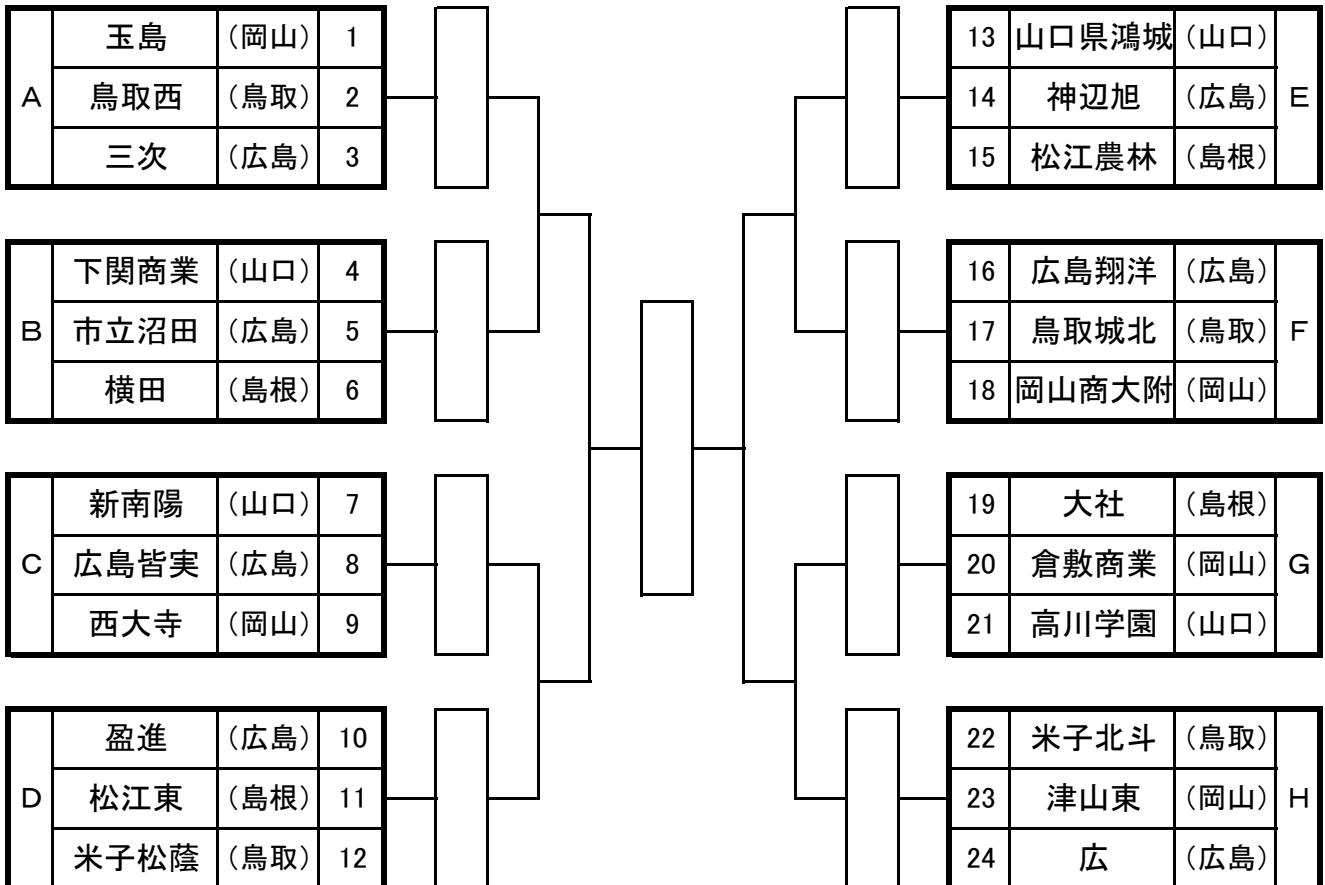 A
玉島 (岡山) 1
鳥取西 (鳥取) 2
三次 (広島) 3
B
下関商業 (山口) 4
市立沼田 (広島) 5
横田 (島根) 6
C
新南陽 (山口) 7
広島皆実 (広島) 8
西大寺 (岡山) 9
D
盈進 (広島) 10
松江東 (島根) 11
米子松蔭 (鳥取) 12
13 山口県鴻城 (山口)
14 神辺旭 (広島)
15 松江農林 (島根)
E
16 広島翔洋 (広島)
17 鳥取城北 (鳥取)
18 岡山商大附 (岡山)
F
19 大社 (島根)
20 倉敷商業 (岡山)
21 高川学園 (山口)
G
22 米子北斗 (鳥取)
23 津山東 (岡山)
24 広 (広島)
H